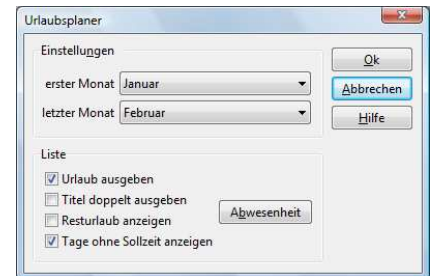 Urlaubsplaner
Einstellungen
erster Monat Januar
letzter Monat Februar
Ok
Abbrechen
Hilfe
Liste
Urlaub ausgeben
Titel doppelt ausgeben
Resturlaub anzeigen
Tage ohne Sollzeit anzeigen
Abwesenheit